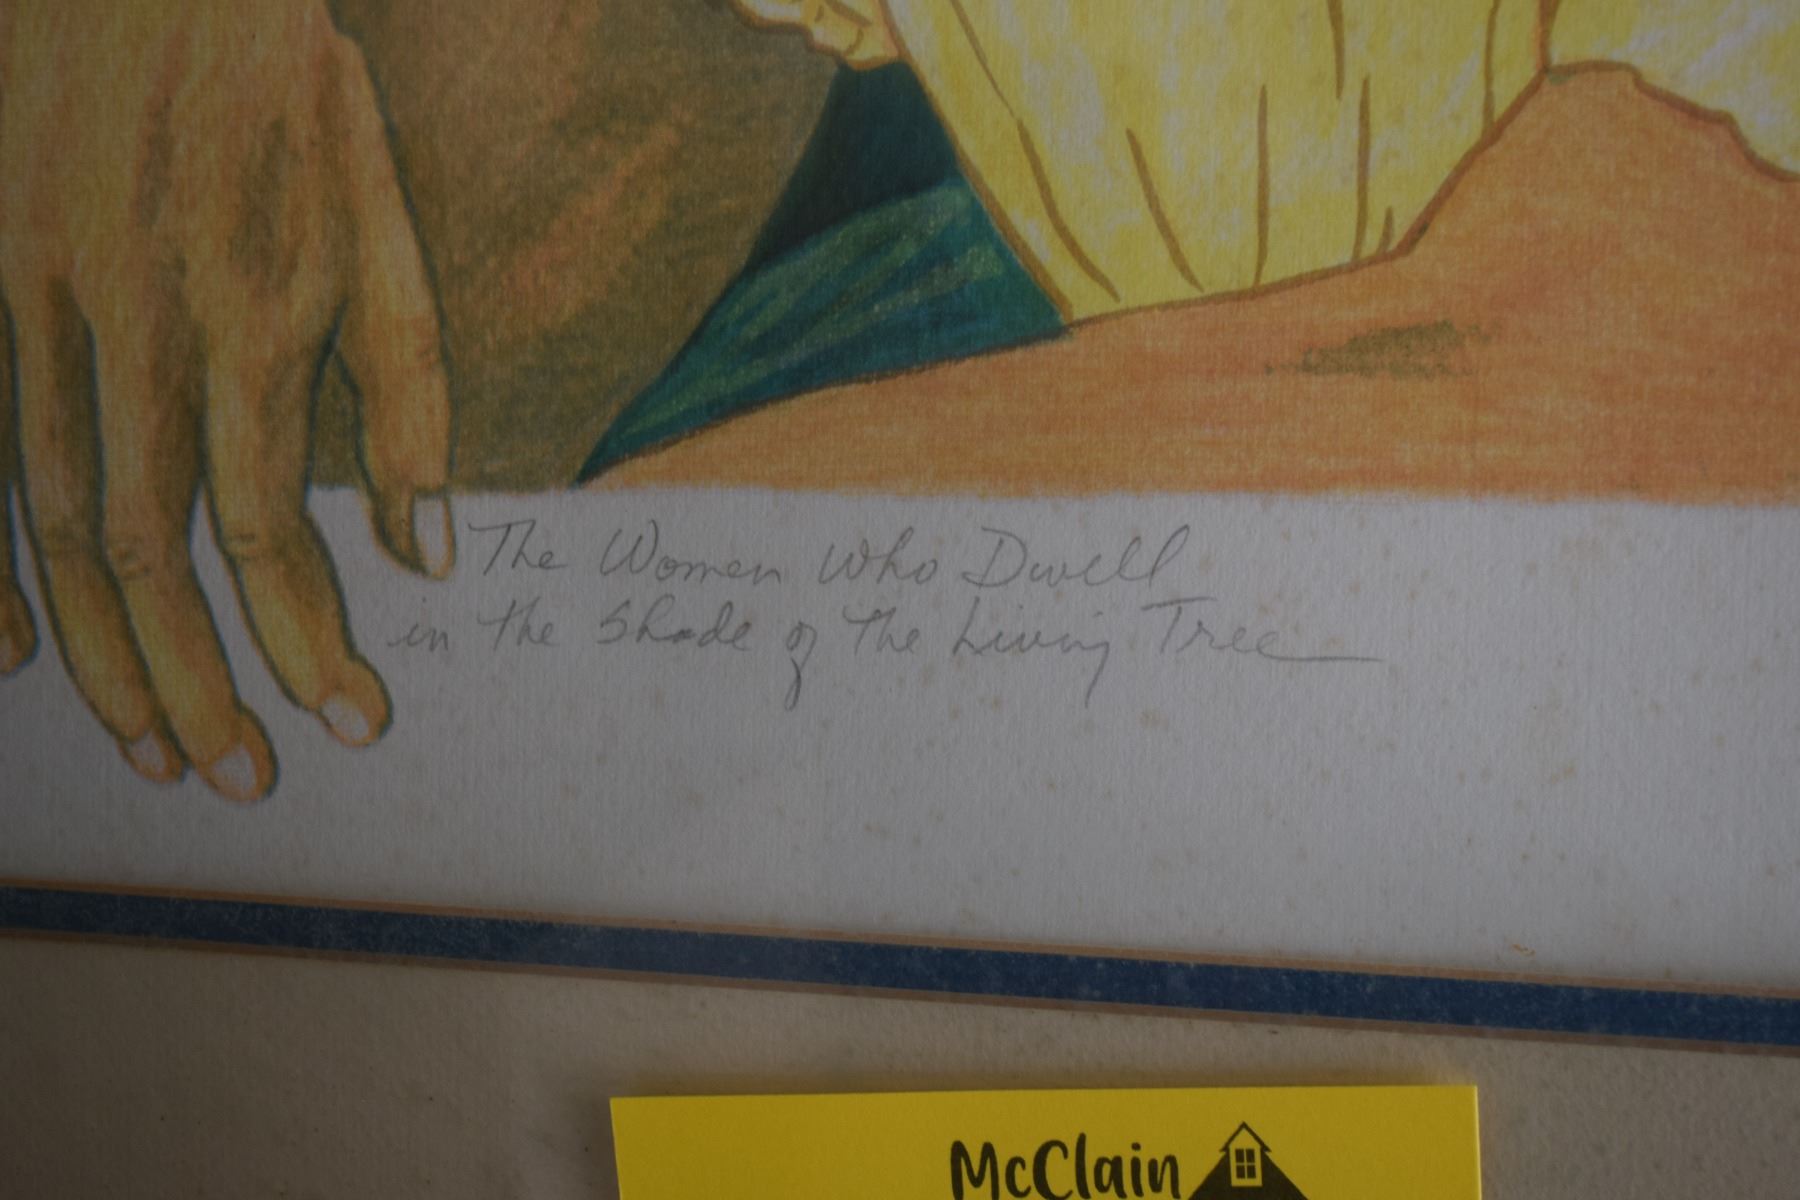 The Women Who Dwell
in the Shade of the Living Tree
McClain